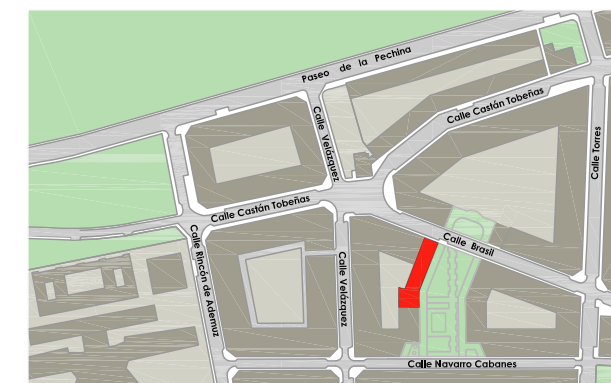 Paseo de la Pechina
Calle Castán Tobeñas
Calle Velázquez
Calle Torres
Calle Castán Tobeñas
Calle Brasil
Calle Rincón de Ademuz
Calle Velázquez
Calle Navarro Cabanes